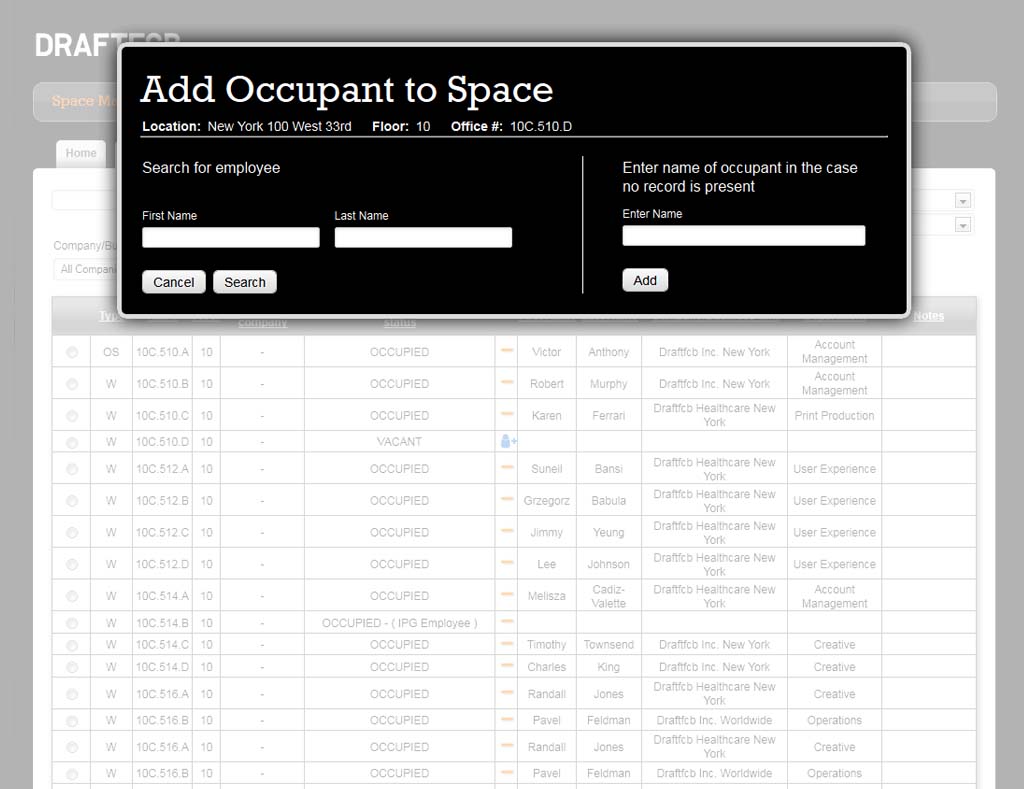 DRAFTFCB
Add Occupant to Space
Location: New York 100 West 33rd Floor: 10 Office #: 10C.510.D
Space
Home
Search for employee
Enter name of occupant in the case
no record is present
First Name Last Name Enter Name
Company/Bu
All Compani
Cancel Search Add
Typ company status Notes
OS 10C.510.A 10 - OCCUPIED Victor Anthony Draftfcb Inc. New York Account Management
W 10C.510.B 10 - OCCUPIED Robert Murphy Draftfcb Inc. New York Account Management
W 10C.510.C 10 - OCCUPIED Karen Ferrari Draftfcb Healthcare New York Print Production
W 10C.510.D 10 - VACANT
W 10C.512.A 10 - OCCUPIED Suneil Bansi Draftfcb Healthcare New York User Experience
W 10C.512.B 10 - OCCUPIED Grzegorz Babula Draftfcb Healthcare New York User Experience
W 10C.512.C 10 - OCCUPIED Jimmy Yeung Draftfcb Healthcare New York User Experience
W 10C.512.D 10 - OCCUPIED Lee Johnson Draftfcb Healthcare New York User Experience
W 10C.514.A 10 - OCCUPIED Melisza Cadiz-Valette Draftfcb Healthcare New York Account Management
W 10C.514.B 10 - OCCUPIED - ( IPG Employee )
W 10C.514.C 10 - OCCUPIED Timothy Townsend Draftfcb Inc. New York Creative
W 10C.514.D 10 - OCCUPIED Charles King Draftfcb Inc. New York Creative
W 10C.516.A 10 - OCCUPIED Randall Jones Draftfcb Healthcare New York Creative
W 10C.516.B 10 - OCCUPIED Pavel Feldman Draftfcb Inc. Worldwide Operations
W 10C.516.A 10 - OCCUPIED Randall Jones Draftfcb Healthcare New York Creative
W 10C.516.B 10 - OCCUPIED Pavel Feldman Draftfcb Inc. Worldwide Operations